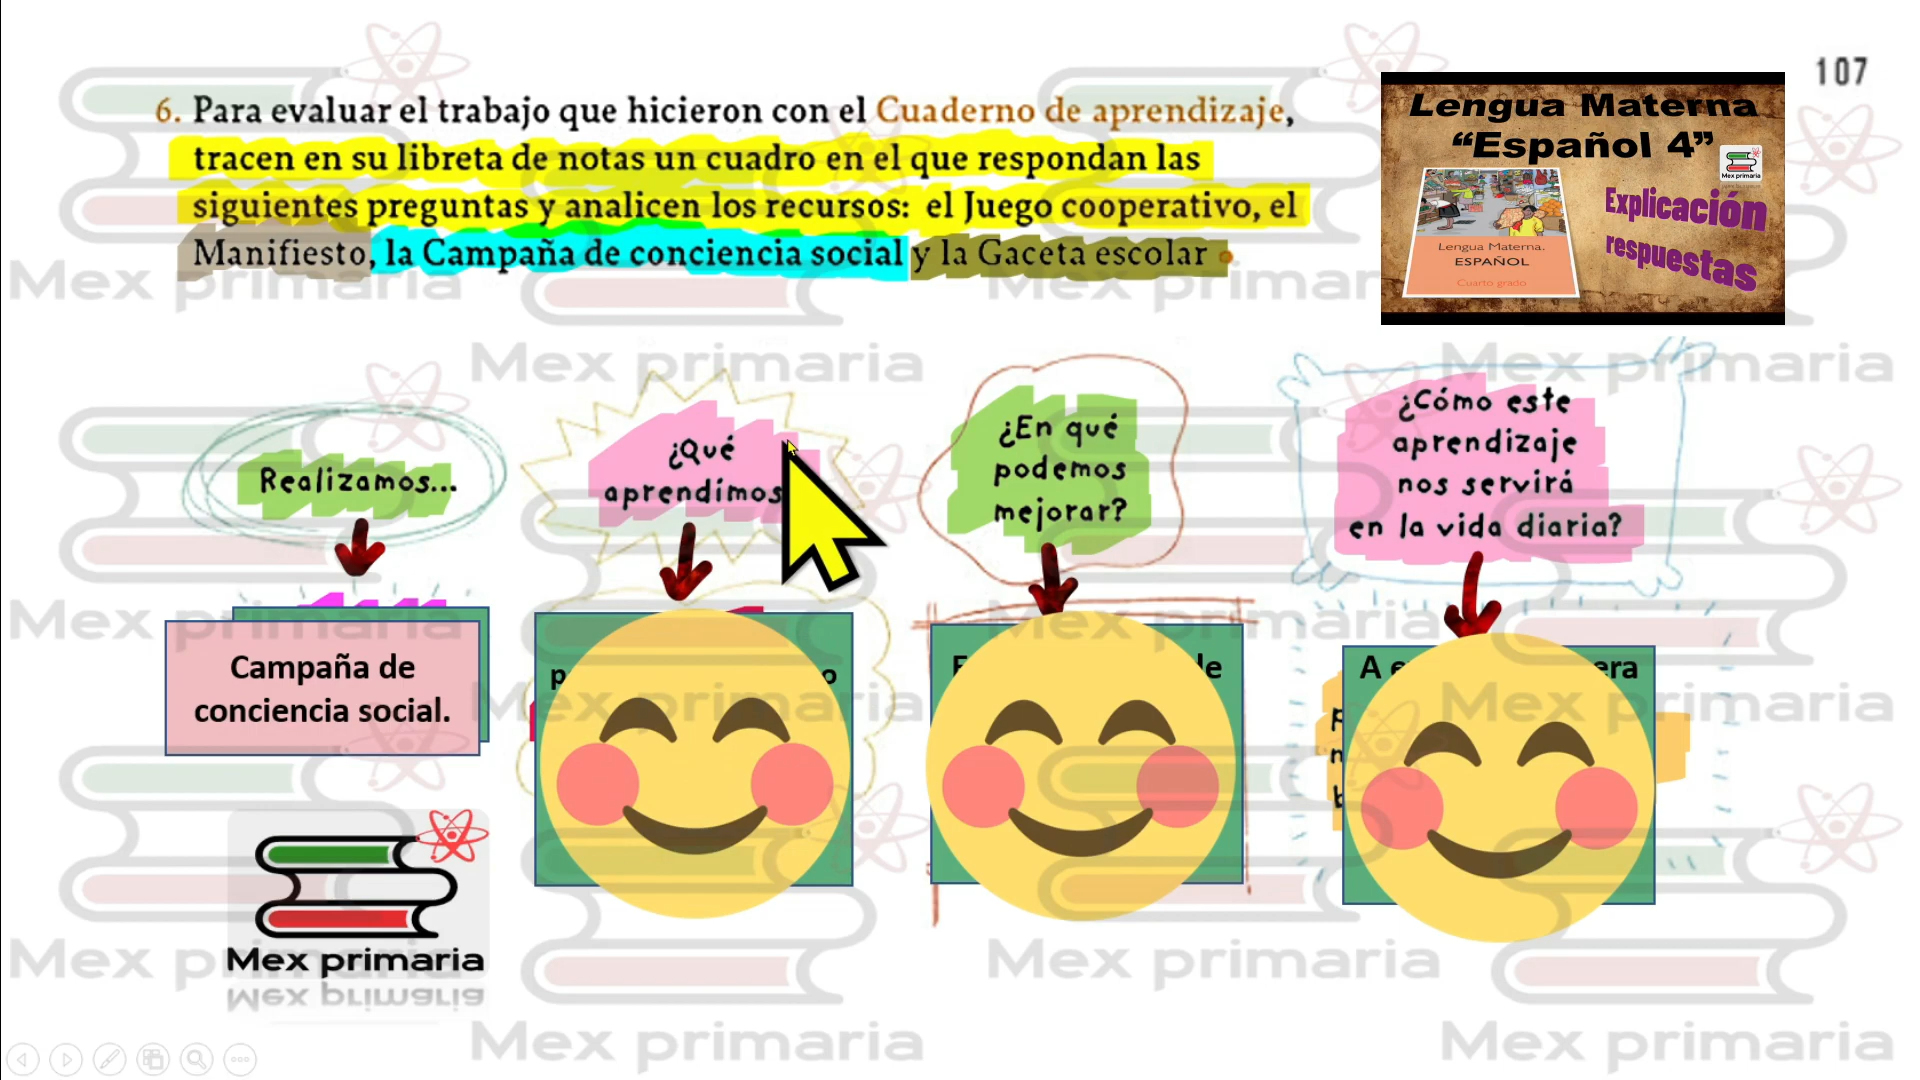 107
6. Para evaluar el trabajo que hicieron con el Cuaderno de aprendizaje,
tracen en su libreta de notas un cuadro en el que respondan las
siguientes preguntas y analicen los recursos: el Juego cooperativo, el
Manifiesto, la Campaña de conciencia social y la Gaceta escolar
Lengua Materna
“Español 4”
Mex primaria
Explicación
respuestas
Lengua Materna.
ESPAÑOL
Cuarto grado
Realizamos...
¿Qué
aprendimos
¿En qué
podemos
mejorar?
¿Cómo este
aprendizaje
nos servirá
en la vida diaria?
Campaña de
conciencia social.
Mex primaria